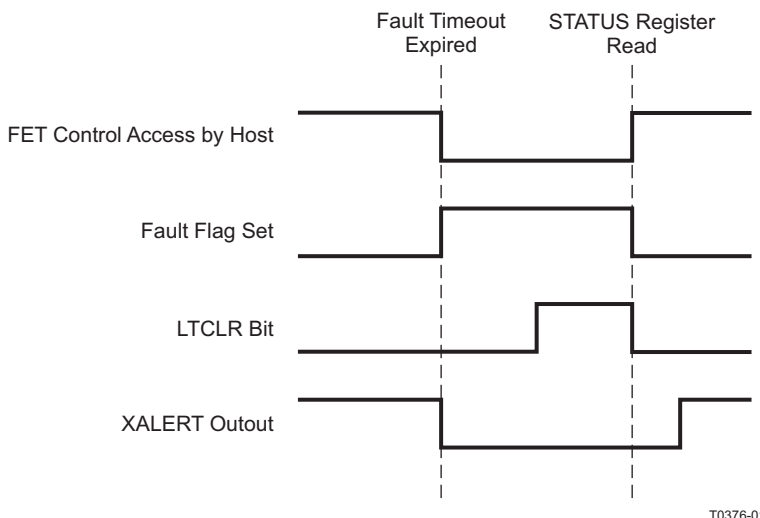 Fault Timeout
Expired
STATUS Register
Read
FET Control Access by Host
Fault Flag Set
LTCLR Bit
XALERT Outout